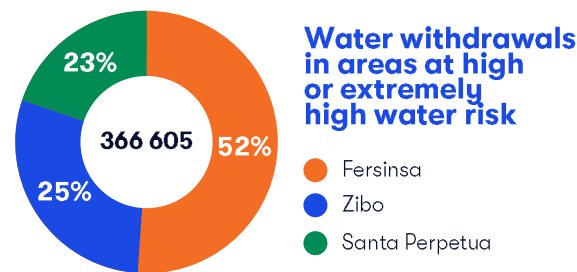 Water withdrawals
in areas at high
or extremely
high water risk
23%
366 605
52%
25%
Fersinsa
Zibo
Santa Perpetua